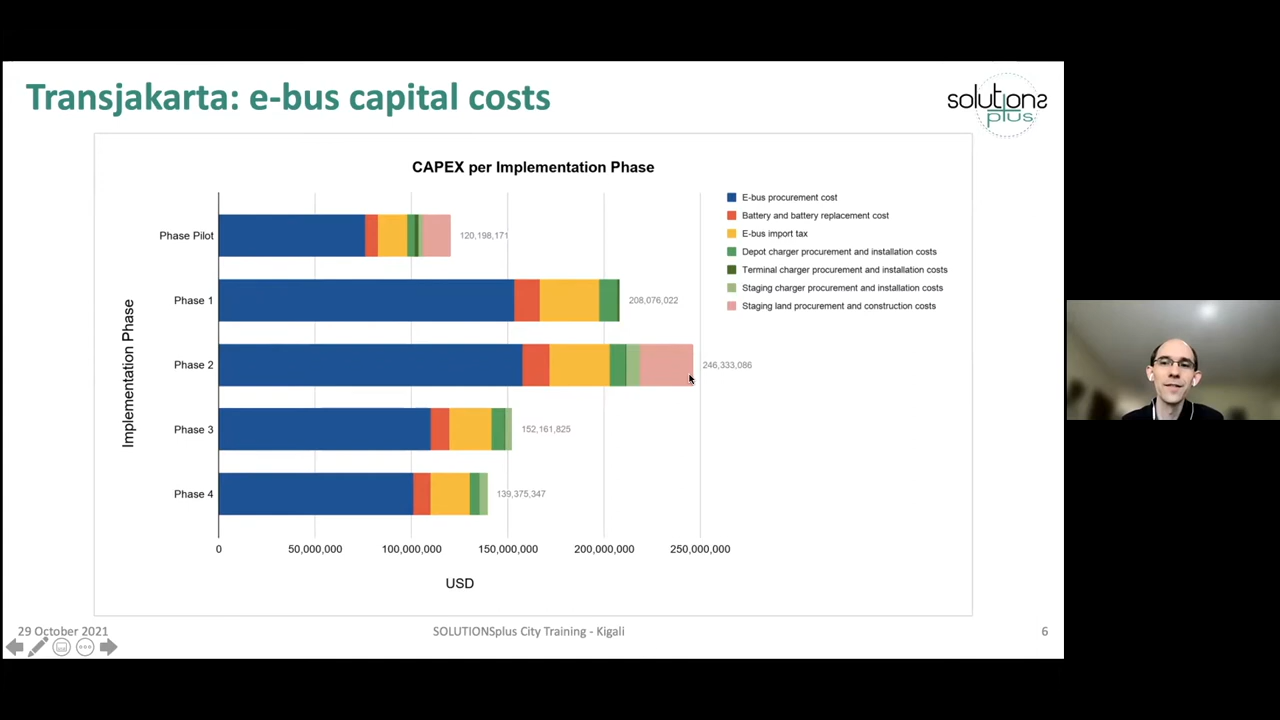 Transjakarta: e-bus capital costs
solutions
plus
CAPEX per Implementation Phase
E-bus procurement cost
Battery and battery replacement cost
E-bus import tax
Depot charger procurement and installation costs
Terminal charger procurement and installation costs
Staging charger procurement and installation costs
Staging land procurement and construction costs
Implementation Phase
Phase Pilot
120,198,171
Phase 1
208,076,022
Phase 2
246,333,086
Phase 3
152,161,825
Phase 4
139,375,347
0 50,000,000 100,000,000 150,000,000 200,000,000 250,000,000
USD
29 October 2021
SOLUTIONSplus City Training - Kigali
6